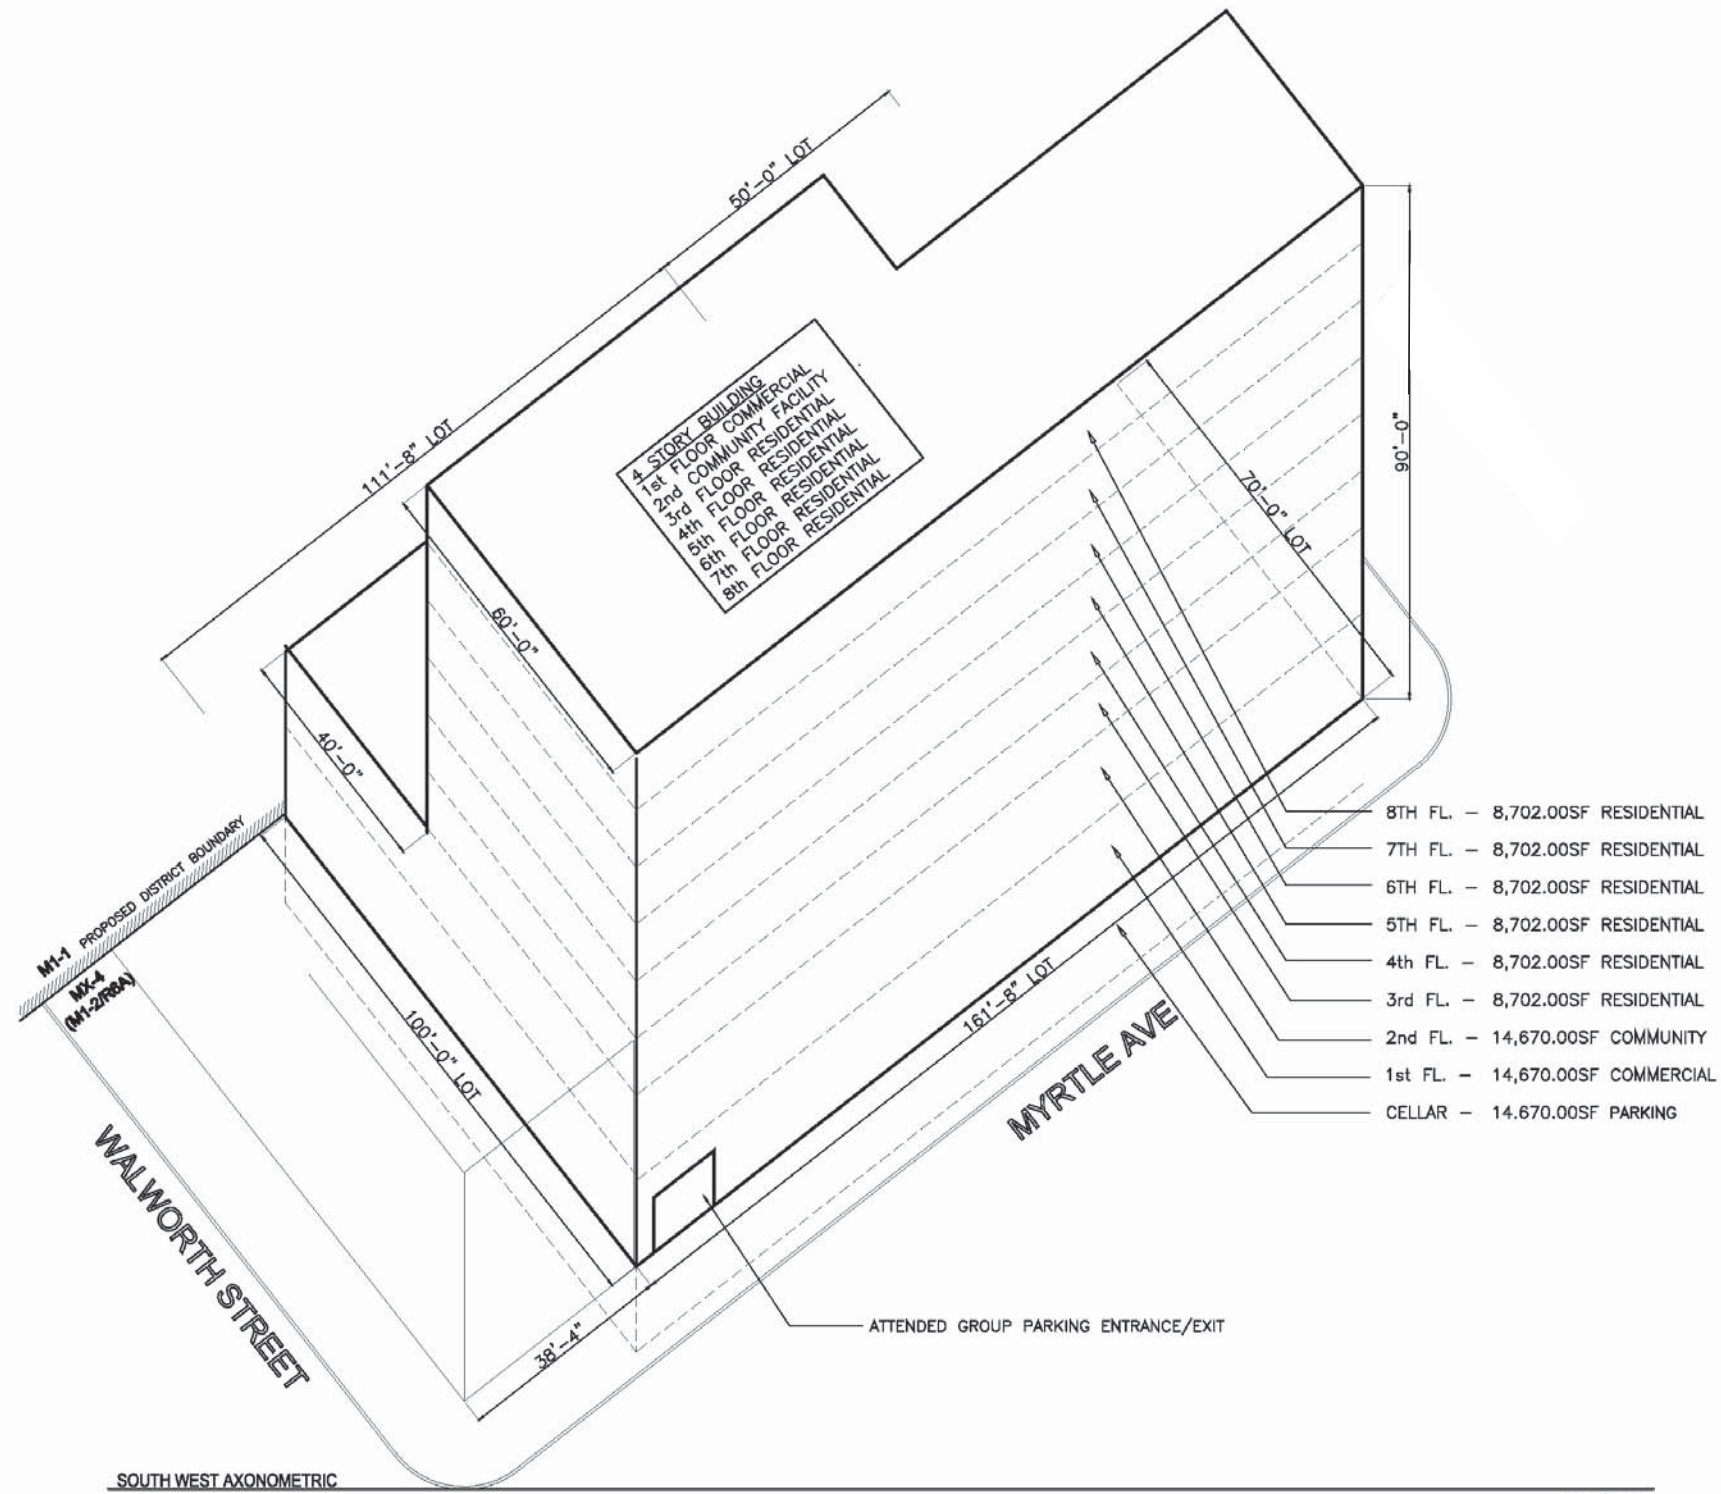 50'-0" LOT
111'-8" LOT
4 STORY BUILDING
1st FLOOR COMMERCIAL
2nd COMMUNITY FACILITY
3rd FLOOR RESIDENTIAL
4th FLOOR RESIDENTIAL
5th FLOOR RESIDENTIAL
6th FLOOR RESIDENTIAL
7th FLOOR RESIDENTIAL
8th FLOOR RESIDENTIAL
90'-0"
70'-0" LOT
60'-0"
40'-0"
M1-1 PROPOSED DISTRICT BOUNDARY
MX-4
(M1-2/R6A)
100'-0" LOT
161'-8" LOT
38'-4"
WALWORTH STREET
MYRTLE AVE
8TH FL. - 8,702.00SF RESIDENTIAL
7TH FL. - 8,702.00SF RESIDENTIAL
6TH FL. - 8,702.00SF RESIDENTIAL
5TH FL. - 8,702.00SF RESIDENTIAL
4th FL. - 8,702.00SF RESIDENTIAL
3rd FL. - 8,702.00SF RESIDENTIAL
2nd FL. - 14,670.00SF COMMUNITY
1st FL. - 14,670.00SF COMMERCIAL
CELLAR - 14.670.00SF PARKING
ATTENDED GROUP PARKING ENTRANCE/EXIT
SOUTH WEST AXONOMETRIC